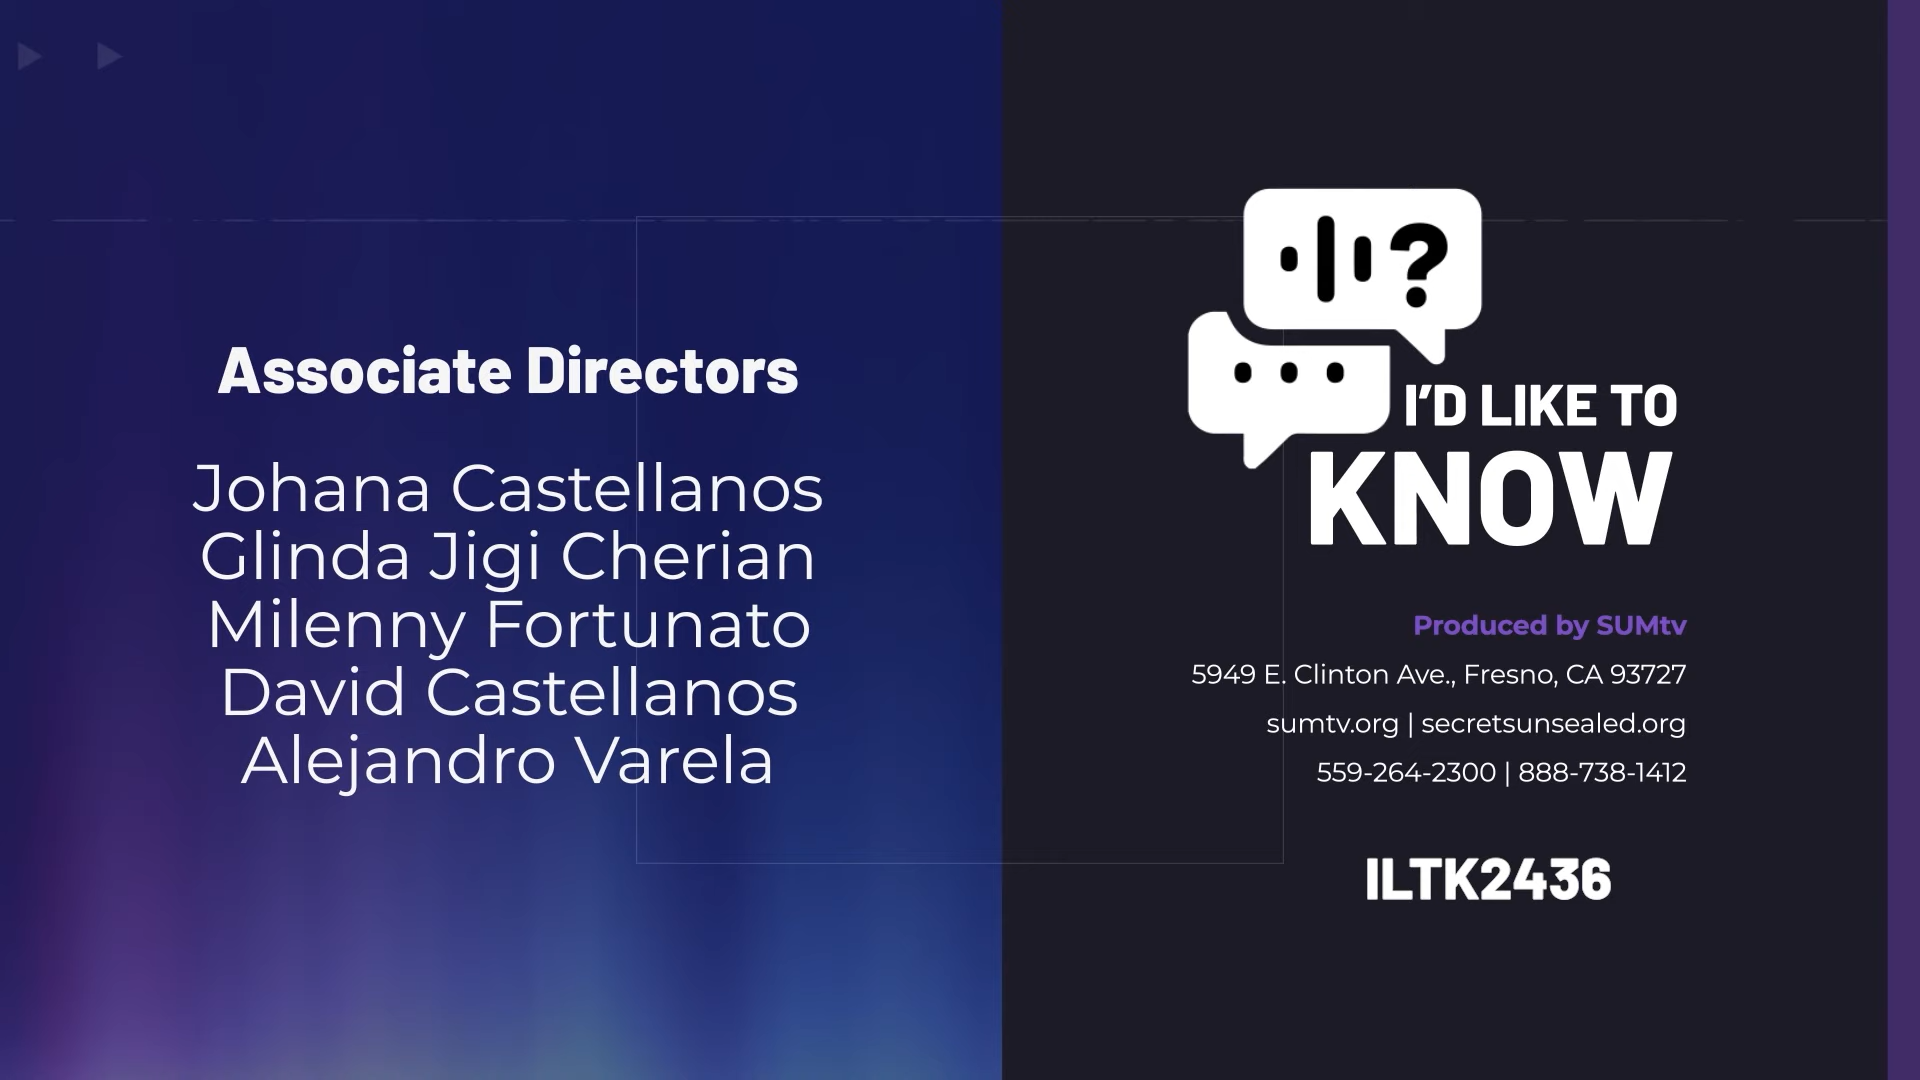 Associate Directors
Johana Castellanos
Glinda Jigi Cherian
Milenny Fortunato
David Castellanos
Alejandro Varela
?
I'D LIKE TO
KNOW
Produced by SUMtv
5949 E. Clinton Ave., Fresno, CA 93727
sumtv.org | secretsunsealed.org
559-264-2300 | 888-738-1412
ILTK2436